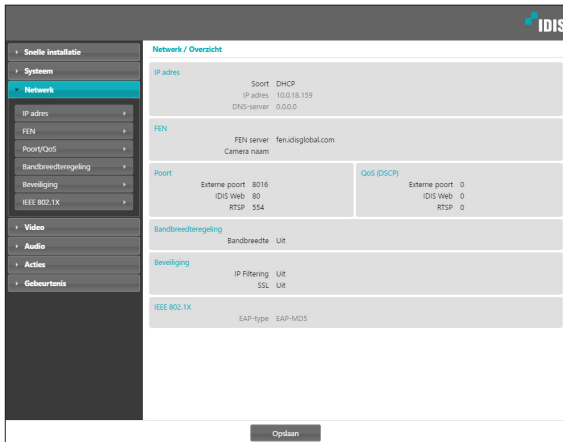 IDIS
Snelle installatie
Systeem
Netwerk
IP adres
FEN
Poort/QoS
Bandbreedteregeling
Beveiliging
IEEE 802.1X
Video
Audio
Acties
Gebeurtenis
Netwerk / Overzicht
IP adres
Soort DHCP
IP adres 10.0.18.159
DNS-server 0.0.0.0
FEN
FEN server fen.idisglobal.com
Camera naam
Poort
Externe poort 8016
IDIS Web 80
RTSP 554
QoS (DSCP)
Externe poort 0
IDIS Web 0
RTSP 0
Bandbreedteregeling
Bandbreedte Uit
Beveiliging
IP Filtering Uit
SSL Uit
IEEE 802.1X
EAP-type EAP-MD5
Opslaan